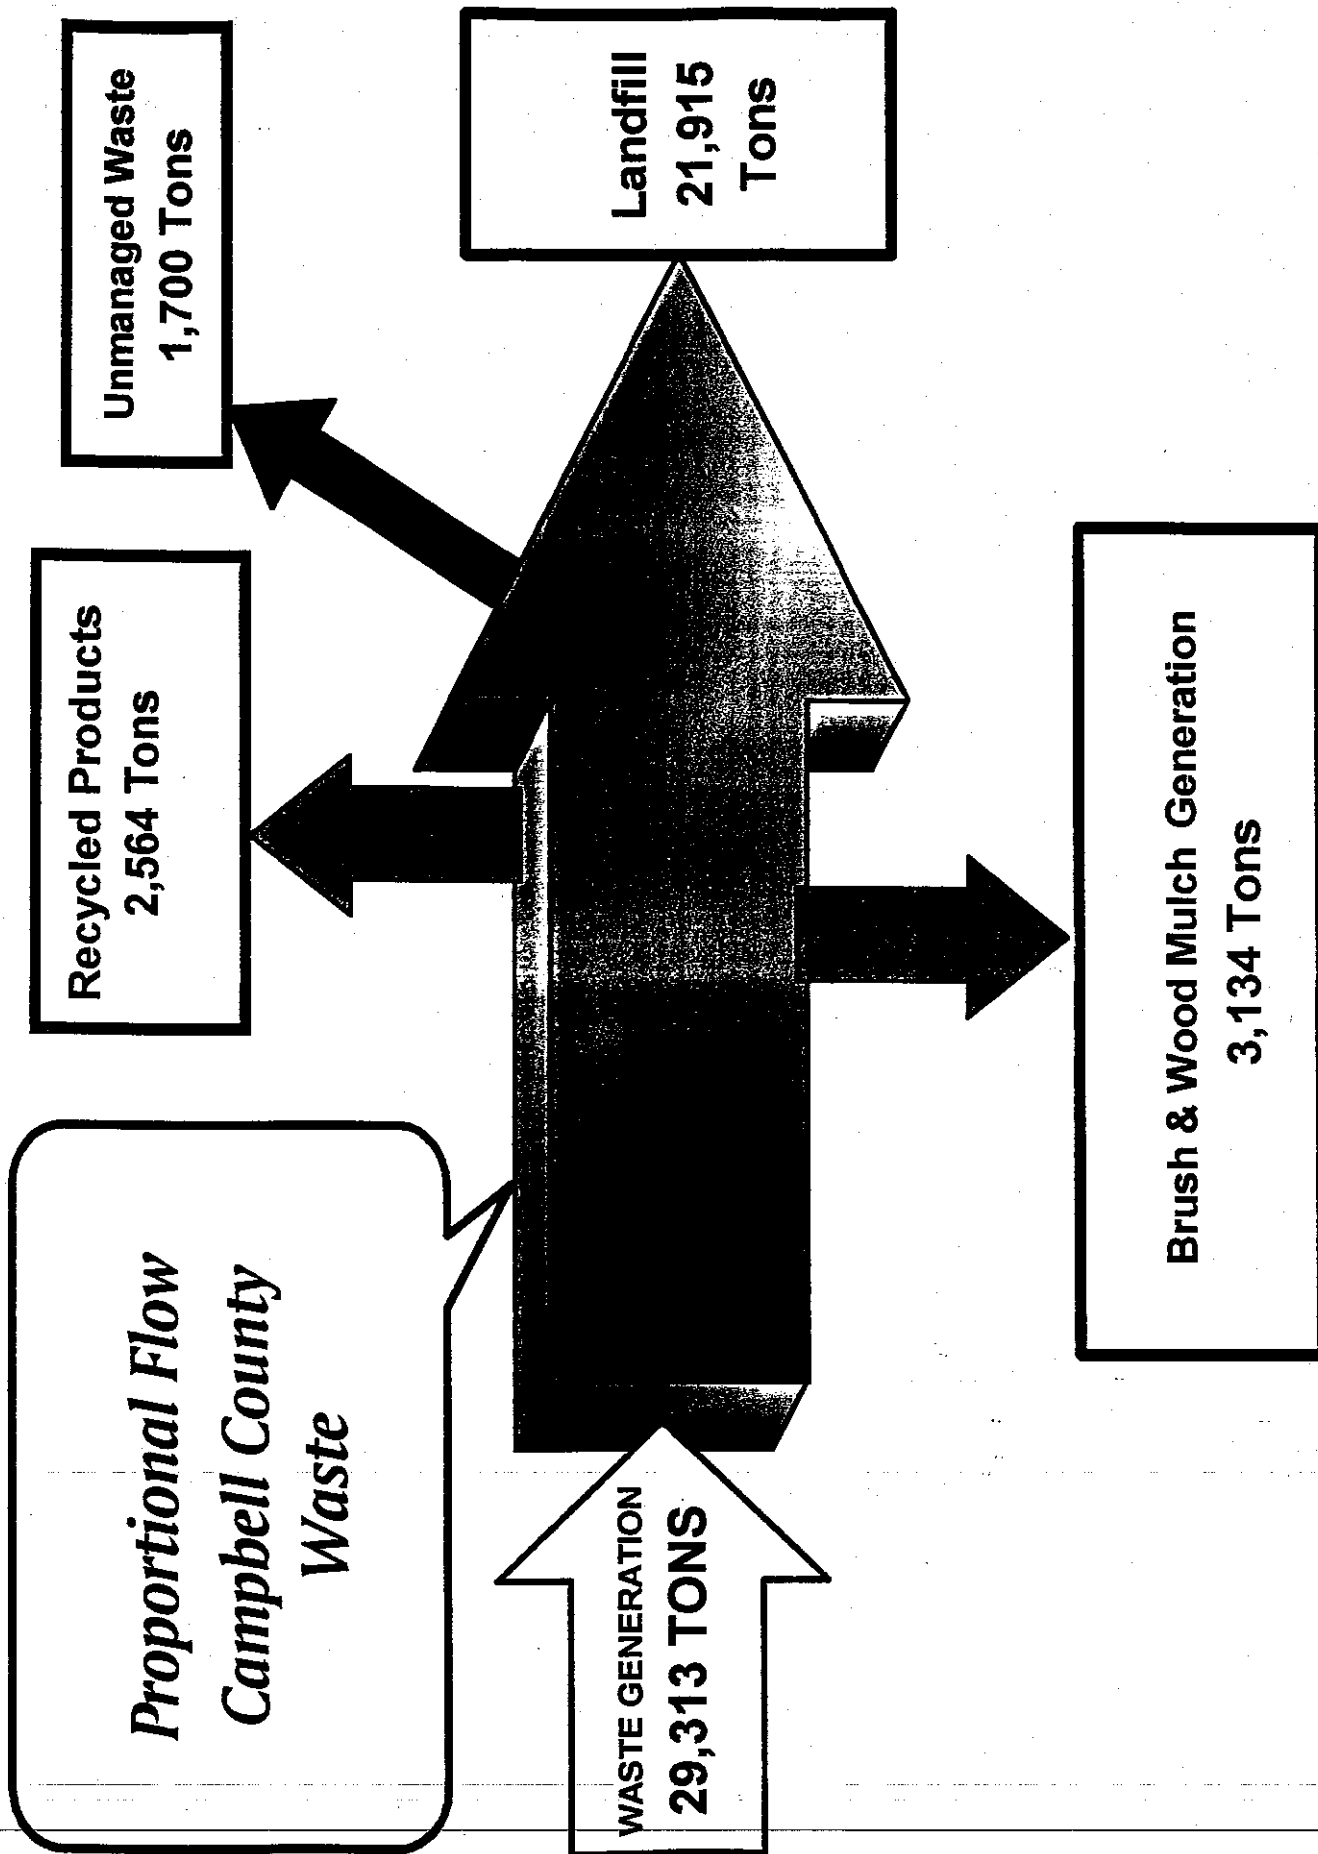 Proportional Flow
Campbell County
Waste
Recycled Products
2,564 Tons
Unmanaged Waste
1,700 Tons
WASTE GENERATION
29,313 TONS
Landfill
21,915
Tons
Brush & Wood Mulch Generation
3,134 Tons